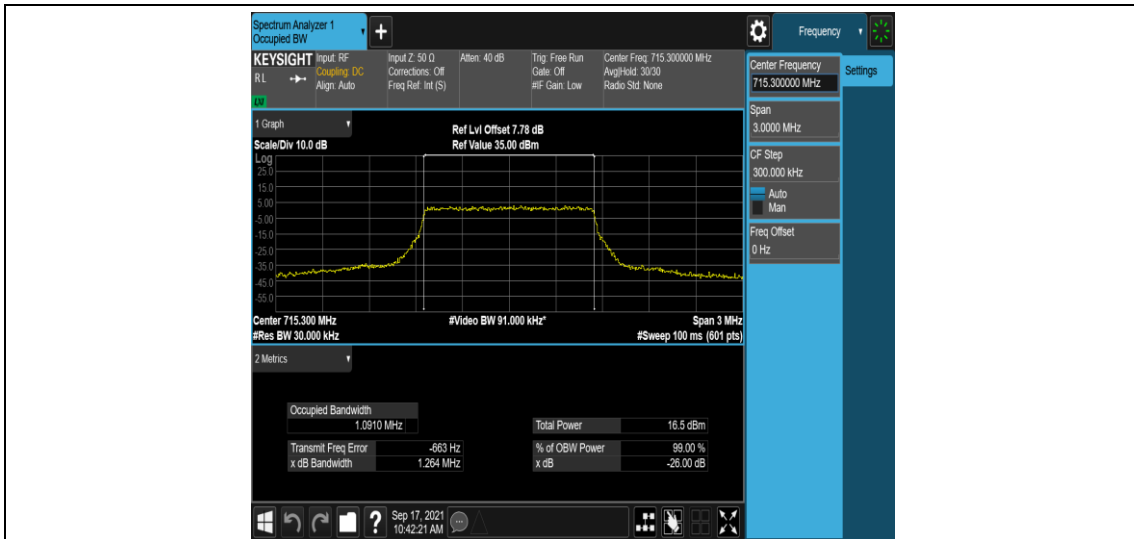 Spectrum Analyzer 1
Occupied BW
+
Frequency
KEYSIGHT
RL
LXI
Input: RF
Coupling: DC
Align: Auto
Input Z: 50 Ω
Corrections: Off
Freq Ref: Int (S)
Atten: 40 dB
Trig: Free Run
Gate: Off
#IF Gain: Low
Center Freq: 715.300000 MHz
Avg|Hold: 30/30
Radio Std: None
Center Frequency
715.300000 MHz
Settings
Span
3.0000 MHz
CF Step
300.000 kHz
Auto
Man
Freq Offset
0 Hz
1 Graph
Scale/Div 10.0 dB
Ref Lvl Offset 7.78 dB
Ref Value 35.00 dBm
Log
25.0
15.0
5.00
-5.00
-15.0
-25.0
-35.0
-45.0
-55.0
Center 715.300 MHz
#Video BW 91.000 kHz*
Span 3 MHz
#Res BW 30.000 kHz
#Sweep 100 ms (601 pts)
2 Metrics
Occupied Bandwidth
1.0910 MHz
Total Power 16.5 dBm
Transmit Freq Error -663 Hz
% of OBW Power 99.00 %
x dB Bandwidth 1.264 MHz
x dB -26.00 dB
?
Sep 17, 2021
10:42:21 AM